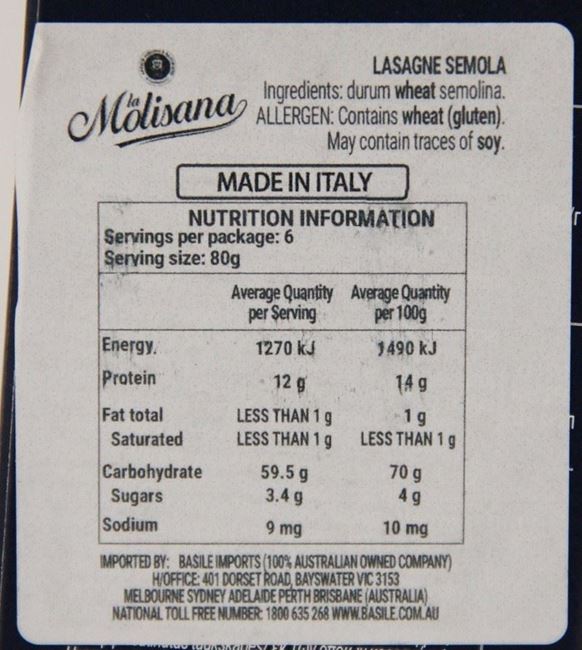 LASAGNE SEMOLA
la Molisana
Ingredients: durum wheat semolina.
ALLERGEN: Contains wheat (gluten).
May contain traces of soy.
MADE IN ITALY
NUTRITION INFORMATION
Servings per package: 6
Serving size: 80g
Average Quantity per Serving
Average Quantity per 100g
Energy. 1270 kJ 1490 kJ
Protein 12 g 14 g
Fat total LESS THAN 1 g 1 g
Saturated LESS THAN 1 g LESS THAN 1 g
Carbohydrate 59.5 g 70 g
Sugars 3.4 g 4 g
Sodium 9 mg 10 mg
IMPORTED BY: BASILE IMPORTS (100% AUSTRALIAN OWNED COMPANY)
H/OFFICE: 401 DORSET ROAD, BAYSWATER VIC 3153
MELBOURNE SYDNEY ADELAIDE PERTH BRISBANE (AUSTRALIA)
NATIONAL TOLL FREE NUMBER: 1800 635 268 WWW.BASILE.COM.AU